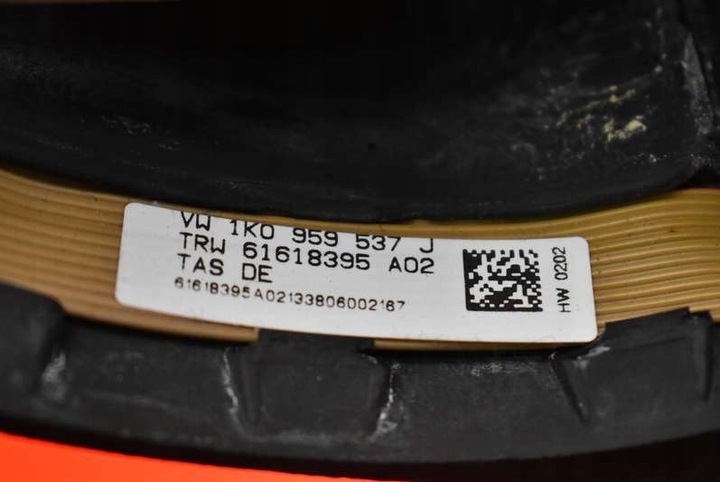 VW 1K0 959 537 J
TRW 61618395 A02
TAS DE
61618395A02133806002167
HW 0202